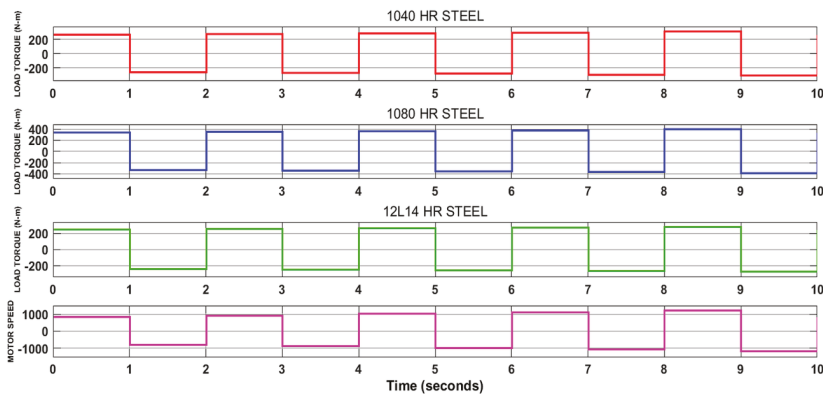 1040 HR STEEL
LOAD TORQUE (N-m)
200
0
-200
0 1 2 3 4 5 6 7 8 9 10
1080 HR STEEL
LOAD TORQUE (N-m)
400
200
0
-200
-400
0 1 2 3 4 5 6 7 8 9 10
12L14 HR STEEL
LOAD TORQUE (N-m)
200
0
-200
0 1 2 3 4 5 6 7 8 9 10
MOTOR SPEED
1000
0
-1000
0 1 2 3 4 5 6 7 8 9 10
Time (seconds)